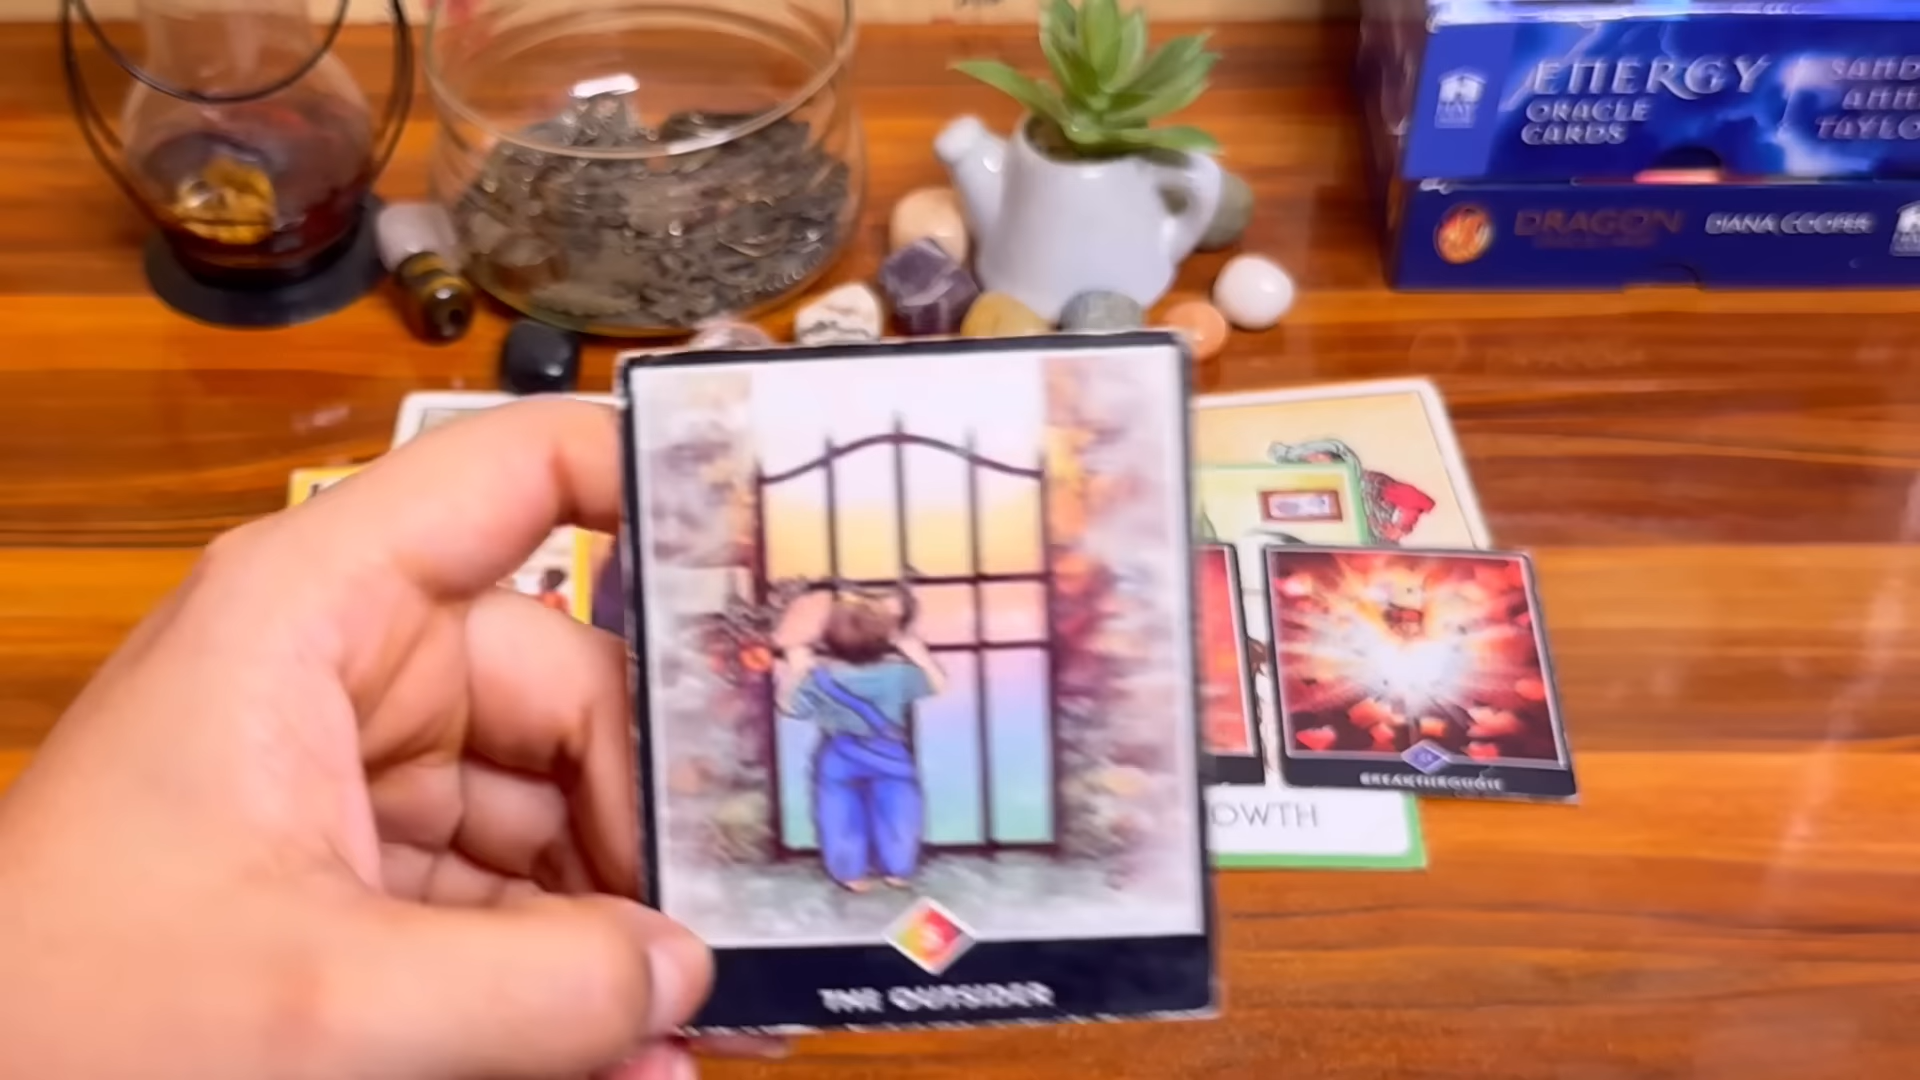 ENERGY
ORACLE
CARDS
DRAGON
DIANA COOPER
BREAKTHROUGH
OWTH
THE OUTSIDER